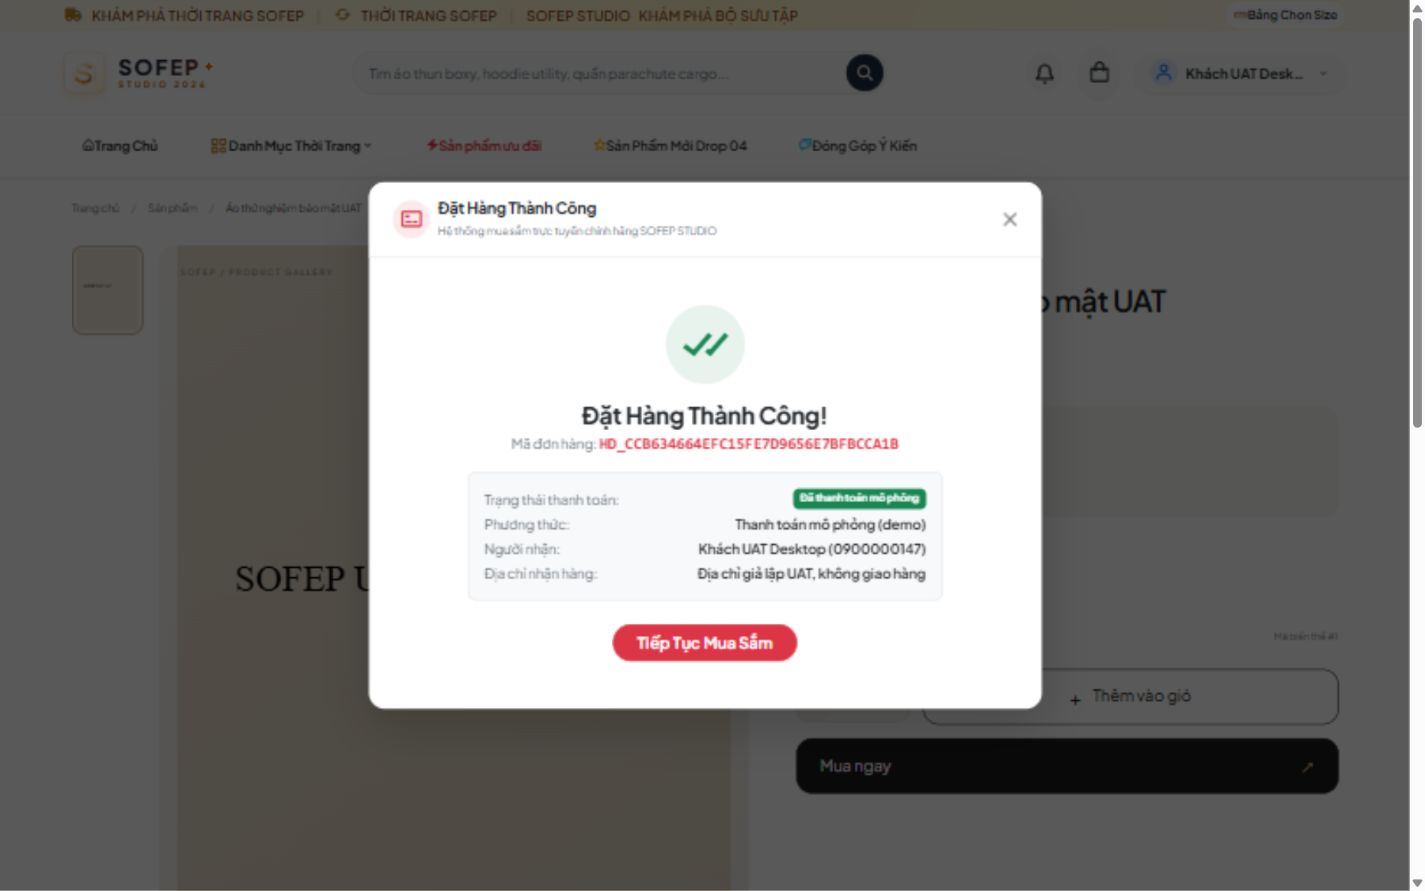 KHÁM PHÁ THỜI TRANG SOFEP | THỜI TRANG SOFEP | SOFEP STUDIO KHÁM PHÁ BỘ SƯU TẬP
Bảng Chọn Size
S
SOFEP
STUDIO 2026
Tìm áo thun boxy, hoodie utility, quần parachute cargo...
Khách UAT Desk...
Trang Chủ
Danh Mục Thời Trang
Sản phẩm ưu đãi
Sản Phẩm Mới Drop 04
Đóng Góp Ý Kiến
Trang chủ / Sản phẩm / Áo thử nghiệm bảo mật UAT
SOFEP / PRODUCT GALLERY
mật UAT
SOFEP
Đặt Hàng Thành Công
Hệ thống mua sắm trực tuyến chính hãng SOFEP STUDIO
Đặt Hàng Thành Công!
Mã đơn hàng: HD_CCB634664EFC15FE7D9656E7BFBCCA1B
Trạng thái thanh toán: Đã thanh toán mô phỏng
Phương thức: Thanh toán mô phỏng (demo)
Người nhận: Khách UAT Desktop (0900000147)
Địa chỉ nhận hàng: Địa chỉ giả lập UAT, không giao hàng
Tiếp Tục Mua Sắm
Mã biến thể #1
+ Thêm vào giỏ
Mua ngay